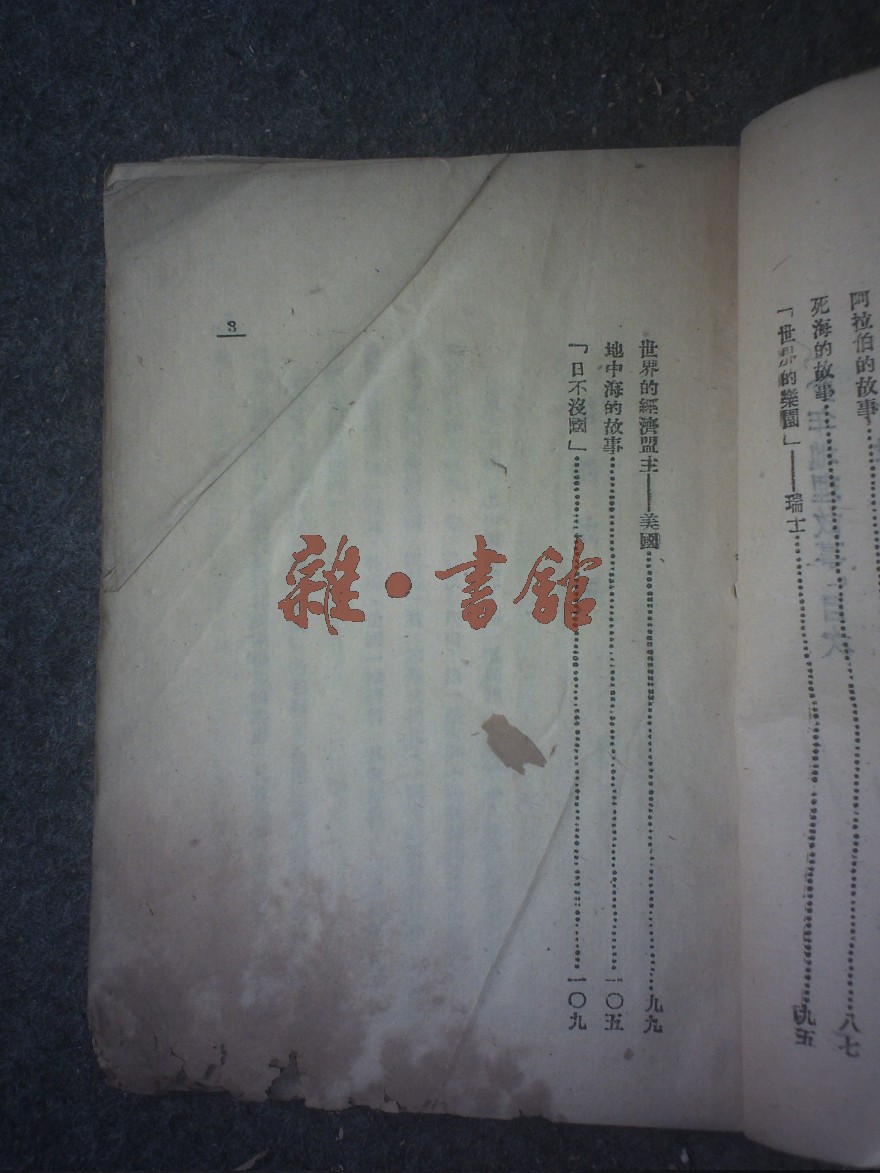 阿拉伯的故事……
死海的故事……八七
「世界的樂園」——瑞士……九五
世界的經濟盟主——美國……九九
地中海的故事……一〇五
「日不沒國」……一〇九
3
雜·書館